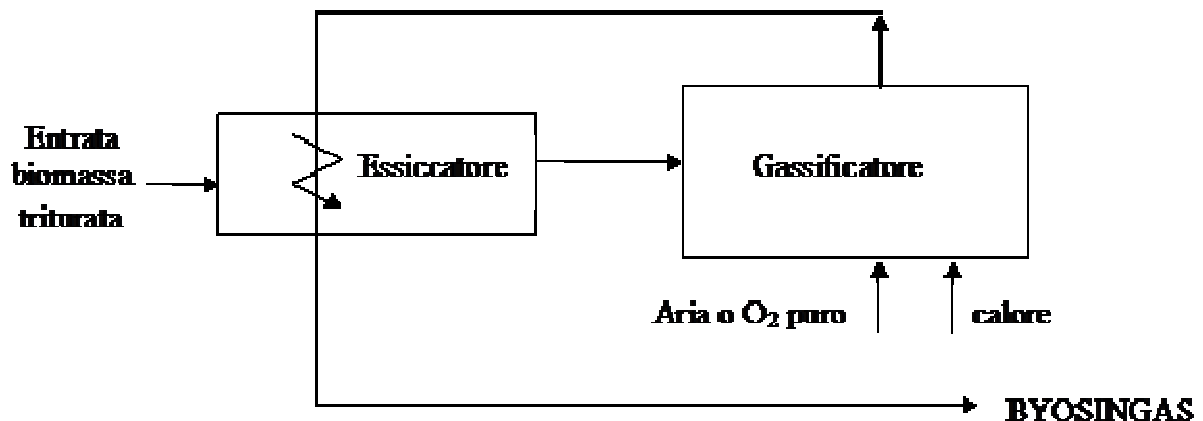 Entrata
biomassa
triturata
Essiccatore
Gassificatore
Aria o O₂ puro
calore
BYOSINGAS